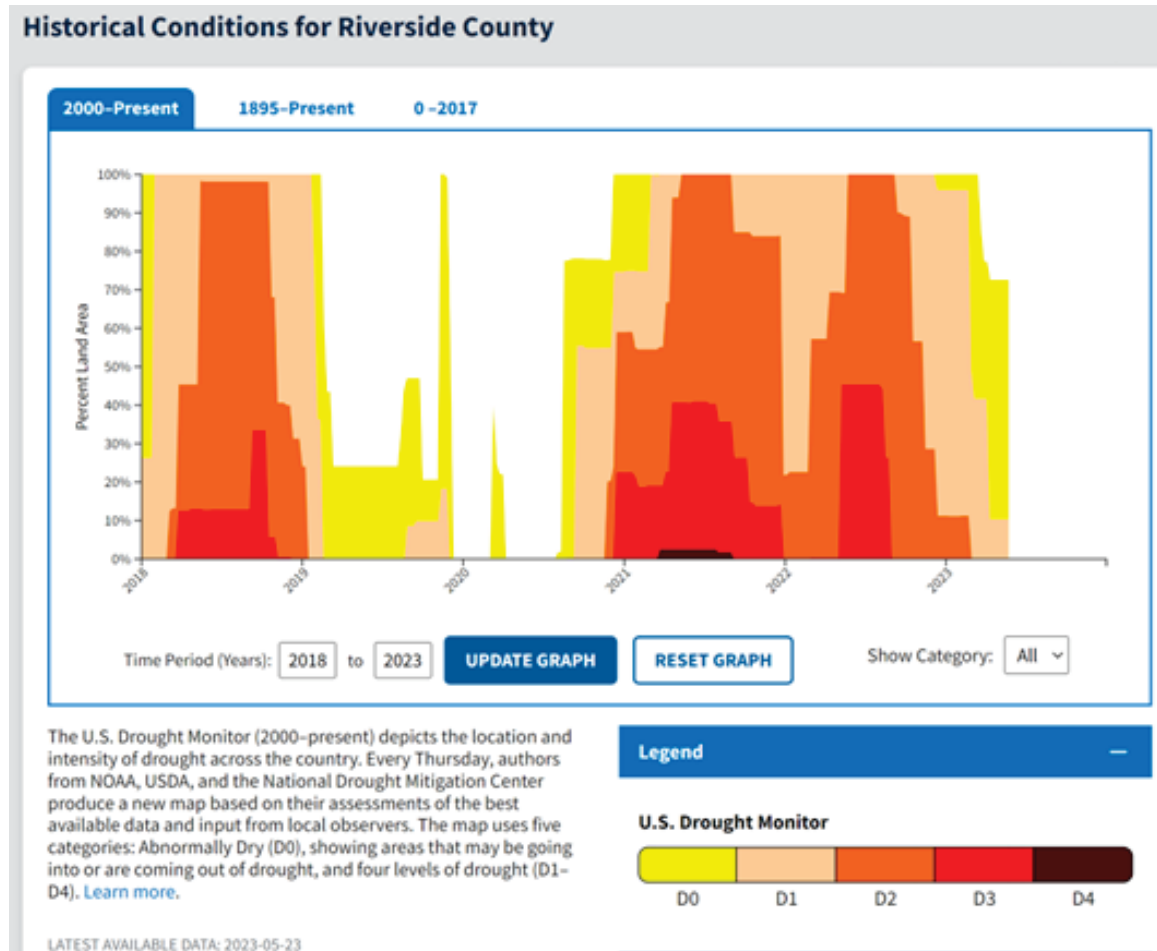 Historical Conditions for Riverside County
2000–Present 1895–Present 0 –2017
100%
90%
80%
70%
60%
50%
40%
30%
20%
10%
0%
Percent Land Area
2018 2019 2020 2021 2022 2023
Time Period (Years): 2018 to 2023 UPDATE GRAPH RESET GRAPH Show Category: All
The U.S. Drought Monitor (2000–present) depicts the location and
intensity of drought across the country. Every Thursday, authors
from NOAA, USDA, and the National Drought Mitigation Center
produce a new map based on their assessments of the best
available data and input from local observers. The map uses five
categories: Abnormally Dry (D0), showing areas that may be going
into or are coming out of drought, and four levels of drought (D1–
D4). Learn more.
LATEST AVAILABLE DATA: 2023-05-23
Legend
U.S. Drought Monitor
D0 D1 D2 D3 D4